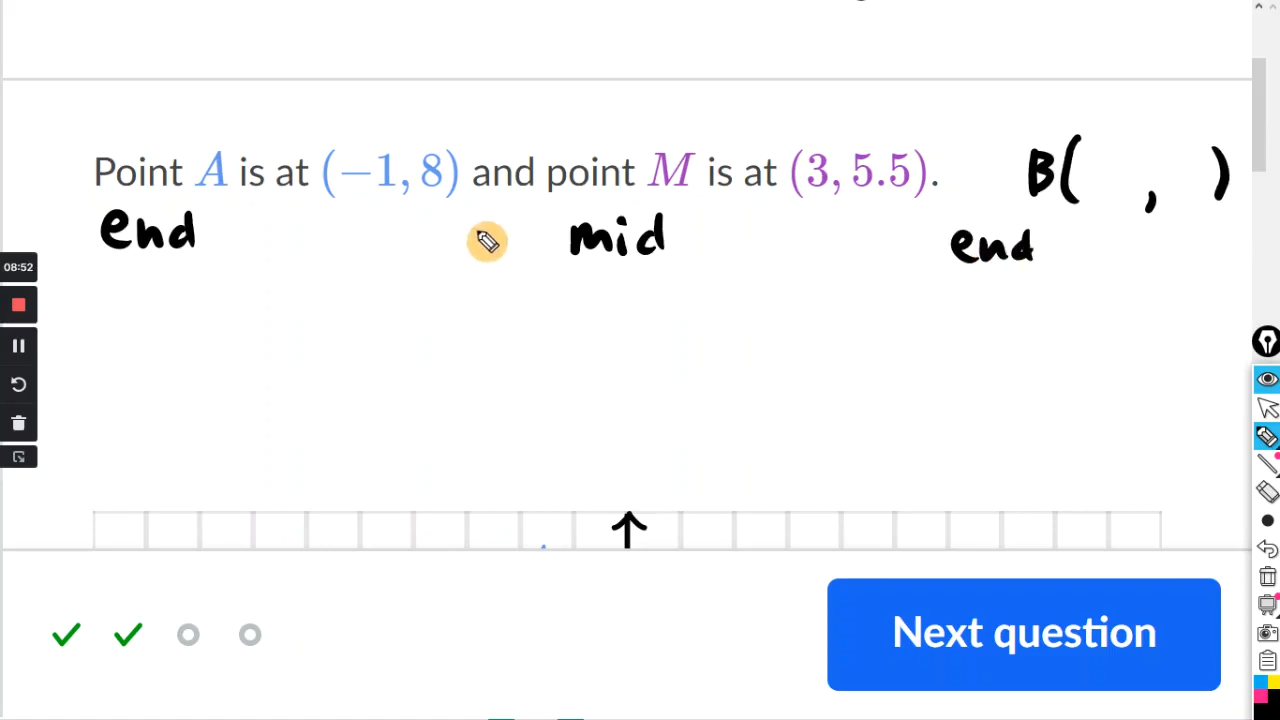 Point A is at (−1, 8) and point M is at (3, 5.5). B( , )
end mid end
08:52
Next question